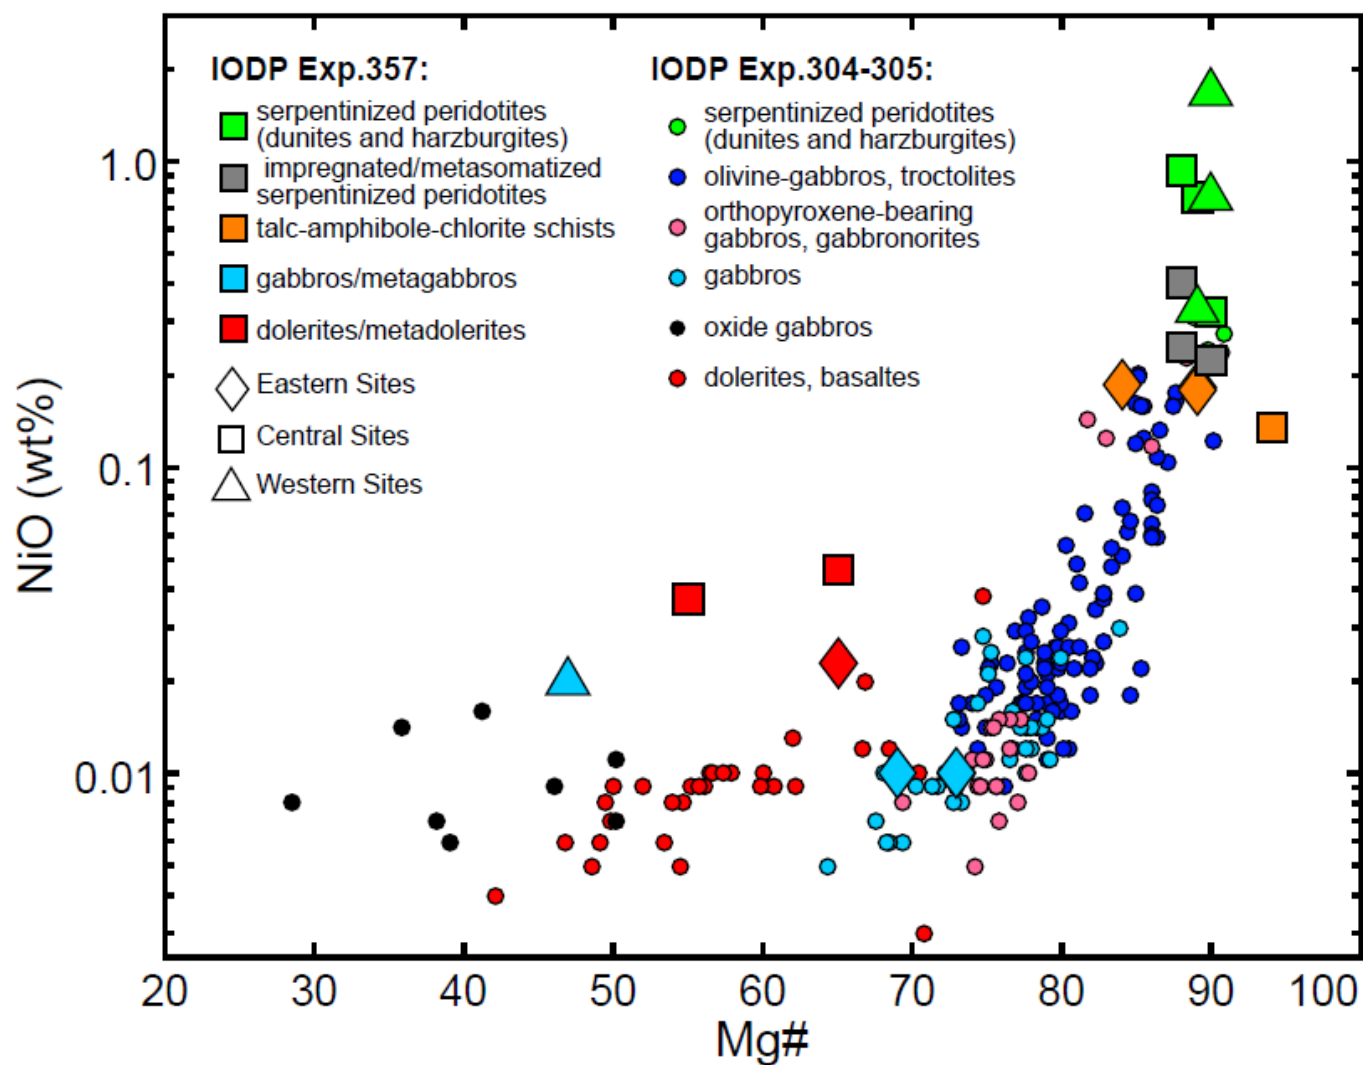 IODP Exp.357:
serpentinized peridotites
(dunites and harzburgites)
impregnated/metasomatized
serpentinized peridotites
talc-amphibole-chlorite schists
gabbros/metagabbros
dolerites/metadolerites
Eastern Sites
Central Sites
Western Sites
IODP Exp.304-305:
serpentinized peridotites
(dunites and harzburgites)
olivine-gabbros, troctolites
orthopyroxene-bearing
gabbros, gabbronorites
gabbros
oxide gabbros
dolerites, basaltes
NiO (wt%)
1.0
0.1
0.01
20 30 40 50 60 70 80 90 100
Mg#